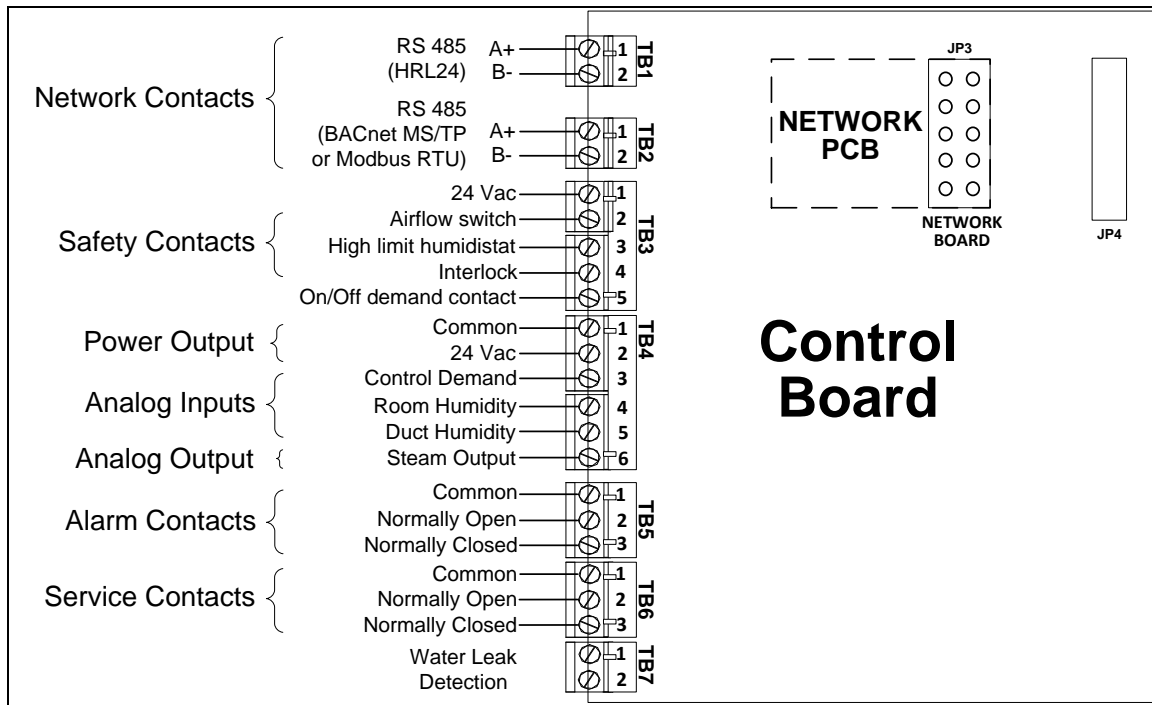 Network Contacts
RS 485 A+ 1
(HRL24) B- 2
TB1
RS 485
(BACnet MS/TP A+ 1
or Modbus RTU) B- 2
TB2
Safety Contacts
24 Vac 1
Airflow switch 2
High limit humidistat 3
Interlock 4
On/Off demand contact 5
TB3
Power Output
Common 1
24 Vac 2
Analog Inputs
Control Demand 3
Room Humidity 4
Duct Humidity 5
Analog Output
Steam Output 6
TB4
Alarm Contacts
Common 1
Normally Open 2
Normally Closed 3
TB5
Service Contacts
Common 1
Normally Open 2
Normally Closed 3
TB6
Water Leak 1
Detection 2
TB7
JP3
NETWORK
PCB
NETWORK
BOARD
JP4
Control
Board